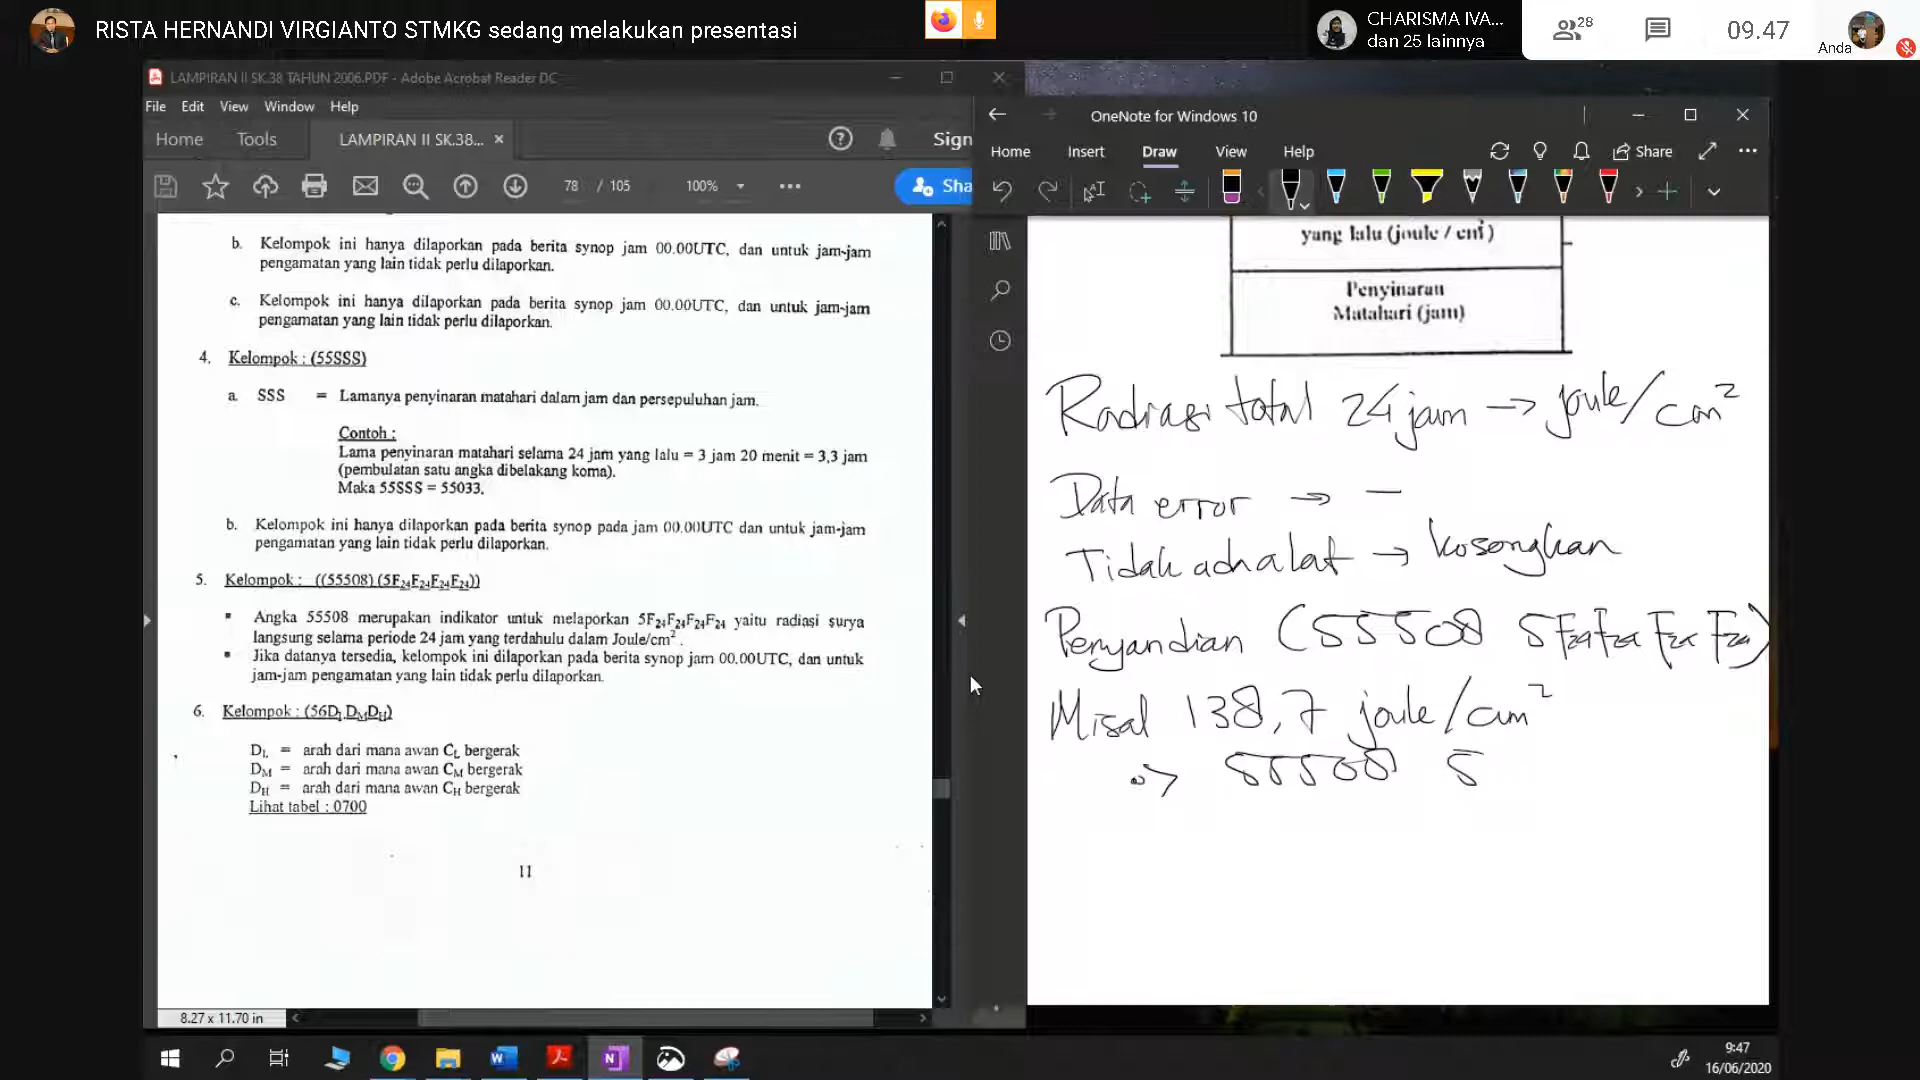 RISTA HERNANDI VIRGIANTO STMKG sedang melakukan presentasi
CHARISMA IVA...
dan 25 lainnya
28
09.47
Anda
LAMPIRAN II SK.38 TAHUN 2006.PDF - Adobe Acrobat Reader DC
File Edit View Window Help
Home Tools LAMPIRAN II SK.38... × Sign
78 / 105 100% Sha
b. Kelompok ini hanya dilaporkan pada berita synop jam 00.00UTC, dan untuk jam-jam
pengamatan yang lain tidak perlu dilaporkan.
c. Kelompok ini hanya dilaporkan pada berita synop jam 00.00UTC, dan untuk jam-jam
pengamatan yang lain tidak perlu dilaporkan.
4. Kelompok : (55SSS)
a. SSS = Lamanya penyinaran matahari dalam jam dan persepuluhan jam.
Contoh :
Lama penyinaran matahari selama 24 jam yang lalu = 3 jam 20 menit = 3,3 jam
(pembulatan satu angka dibelakang koma).
Maka 55SSS = 55033.
b. Kelompok ini hanya dilaporkan pada berita synop pada jam 00.00UTC dan untuk jam-jam
pengamatan yang lain tidak perlu dilaporkan.
5. Kelompok : ((55508) (5F₂₄F₂₄F₂₄F₂₄))
▪ Angka 55508 merupakan indikator untuk melaporkan 5F₂₄F₂₄F₂₄F₂₄ yaitu radiasi surya
langsung selama periode 24 jam yang terdahulu dalam Joule/cm².
▪ Jika datanya tersedia, kelompok ini dilaporkan pada berita synop jam 00.00UTC, dan untuk
jam-jam pengamatan yang lain tidak perlu dilaporkan.
6. Kelompok : (56D_L D_M D_H)
D_L = arah dari mana awan C_L bergerak
D_M = arah dari mana awan C_M bergerak
D_H = arah dari mana awan C_H bergerak
Lihat tabel : 0700
11
8.27 x 11.70 in
OneNote for Windows 10
Home Insert Draw View Help Share
yang lalu (joule / cm²)
Penyinaran
Matahari (jam)
Radiasi total 24 jam → joule/cm²
Data error → –
Tidak ada alat → kosongkan
Penyandian (55508 5F₂₄F₂₄F₂₄F₂₄)
Misal 138,7 joule/cm²
=> 55508 5
9:47
16/06/2020